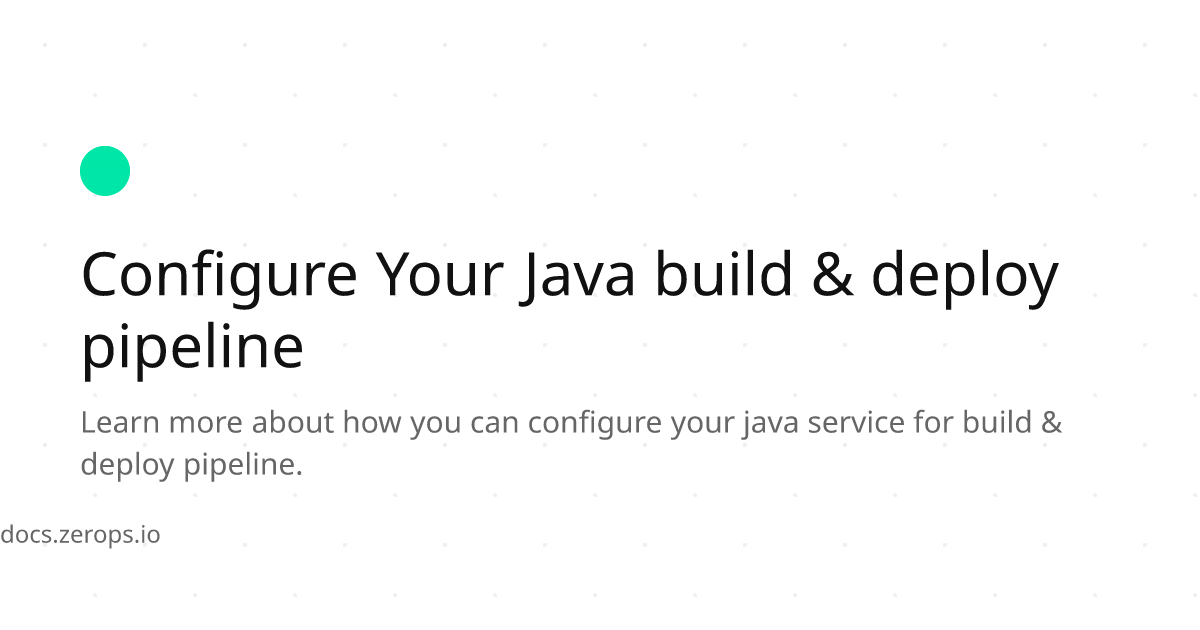 Configure Your Java build & deploy
pipeline
Learn more about how you can configure your java service for build &
deploy pipeline.
docs.zerops.io